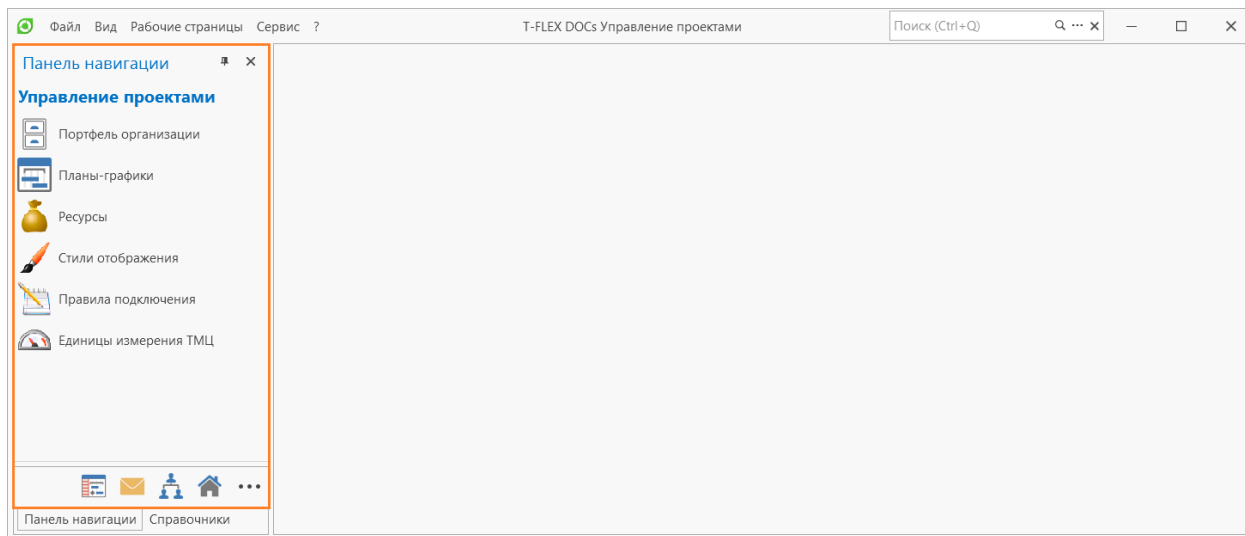 Файл Вид Рабочие страницы Сервис ? T-FLEX DOCs Управление проектами Поиск (Ctrl+Q)
Панель навигации
Управление проектами
Портфель организации
Планы-графики
Ресурсы
Стили отображения
Правила подключения
Единицы измерения ТМЦ
Панель навигации Справочники